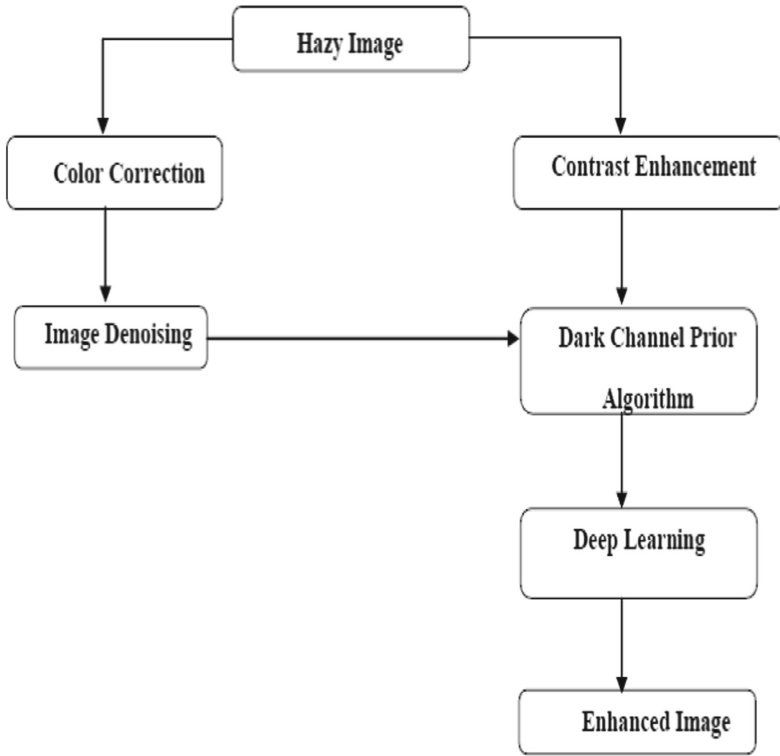 Hazy Image
Color Correction
Contrast Enhancement
Image Denoising
Dark Channel Prior
Algorithm
Deep Learning
Enhanced Image